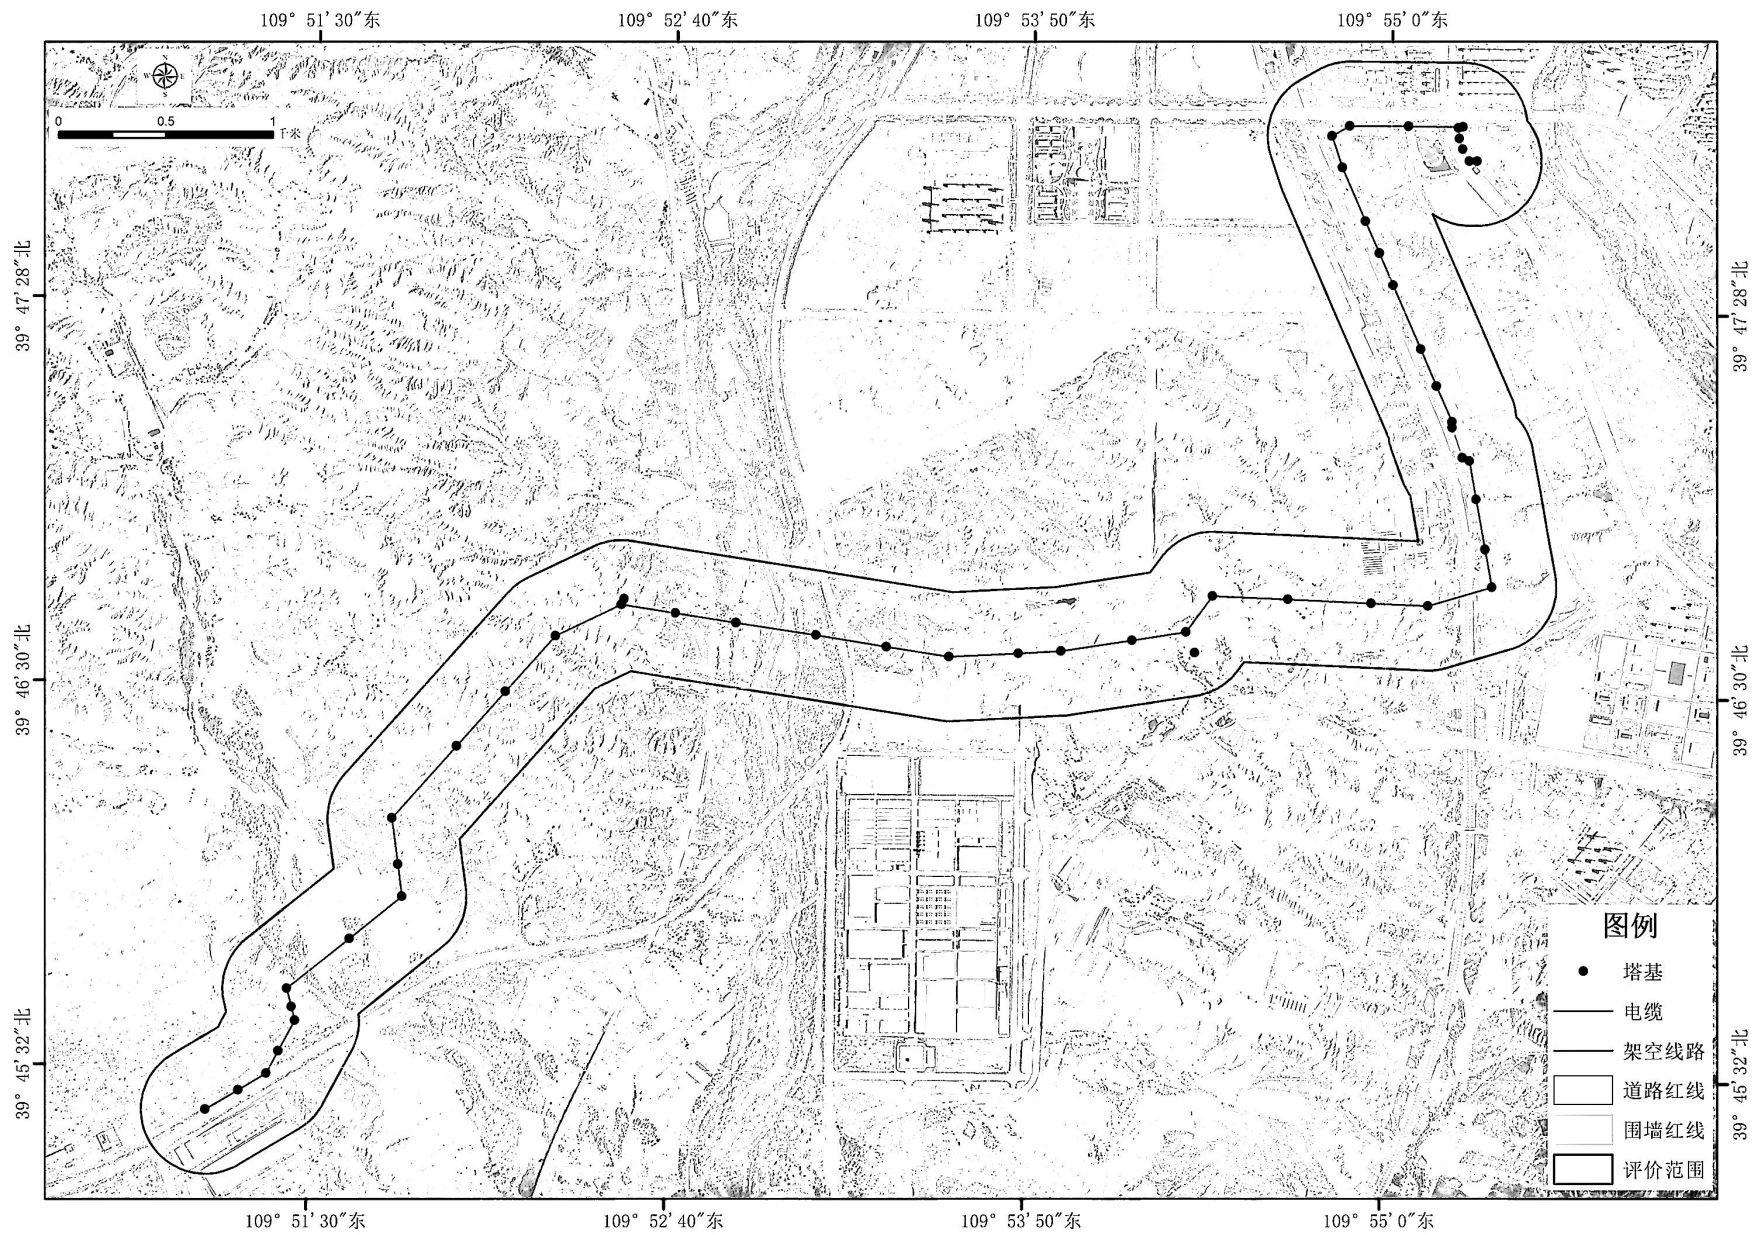 109° 51′30″东
109° 52′40″东
109° 53′50″东
109° 55′0″东
W
E
S
0
0.5
1
千米
39° 47′28″北
39° 46′30″北
39° 45′32″北
39° 47′28″北
39° 46′30″北
39° 45′32″北
图例
塔基
电缆
架空线路
道路红线
围墙红线
评价范围
109° 51′30″东
109° 52′40″东
109° 53′50″东
109° 55′0″东